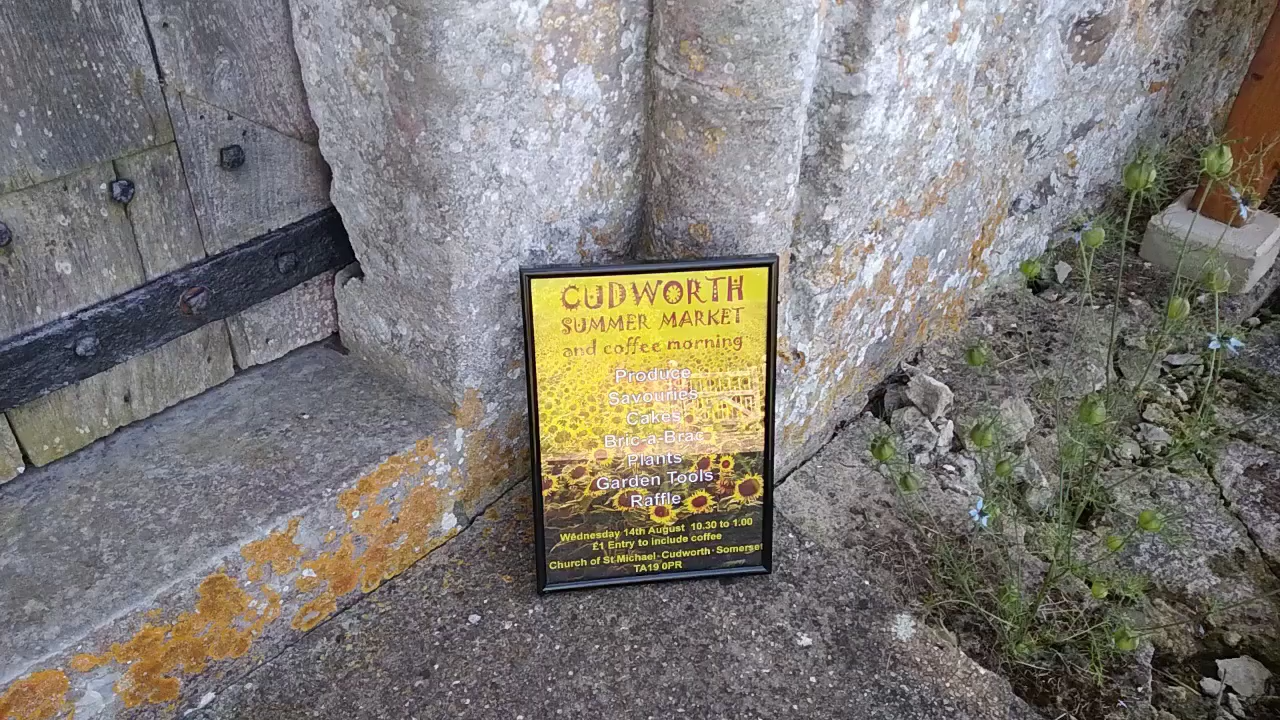 CUDWORTH
SUMMER MARKET
and coffee morning
Produce
Savouries
Cakes
Bric-a-Brac
Plants
Garden Tools
Raffle
Wednesday 14th August 10.30 to 1.00
£1 Entry to include coffee
Church of St Michael · Cudworth · Somerset
TA19 0PR